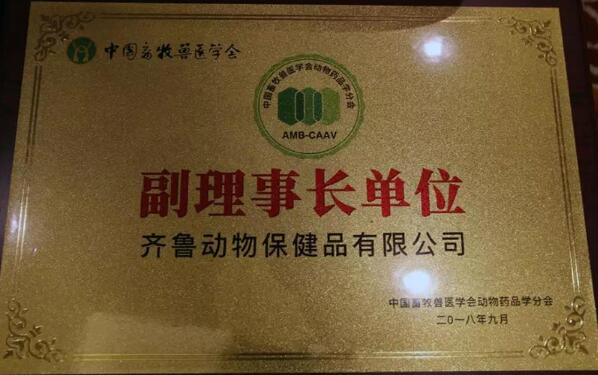 中国畜牧兽医学会
中国畜牧兽医学会动物药品学分会
AMB-CAAV
副理事长单位
齐鲁动物保健品有限公司
中国畜牧兽医学会动物药品学分会
二0一八年九月